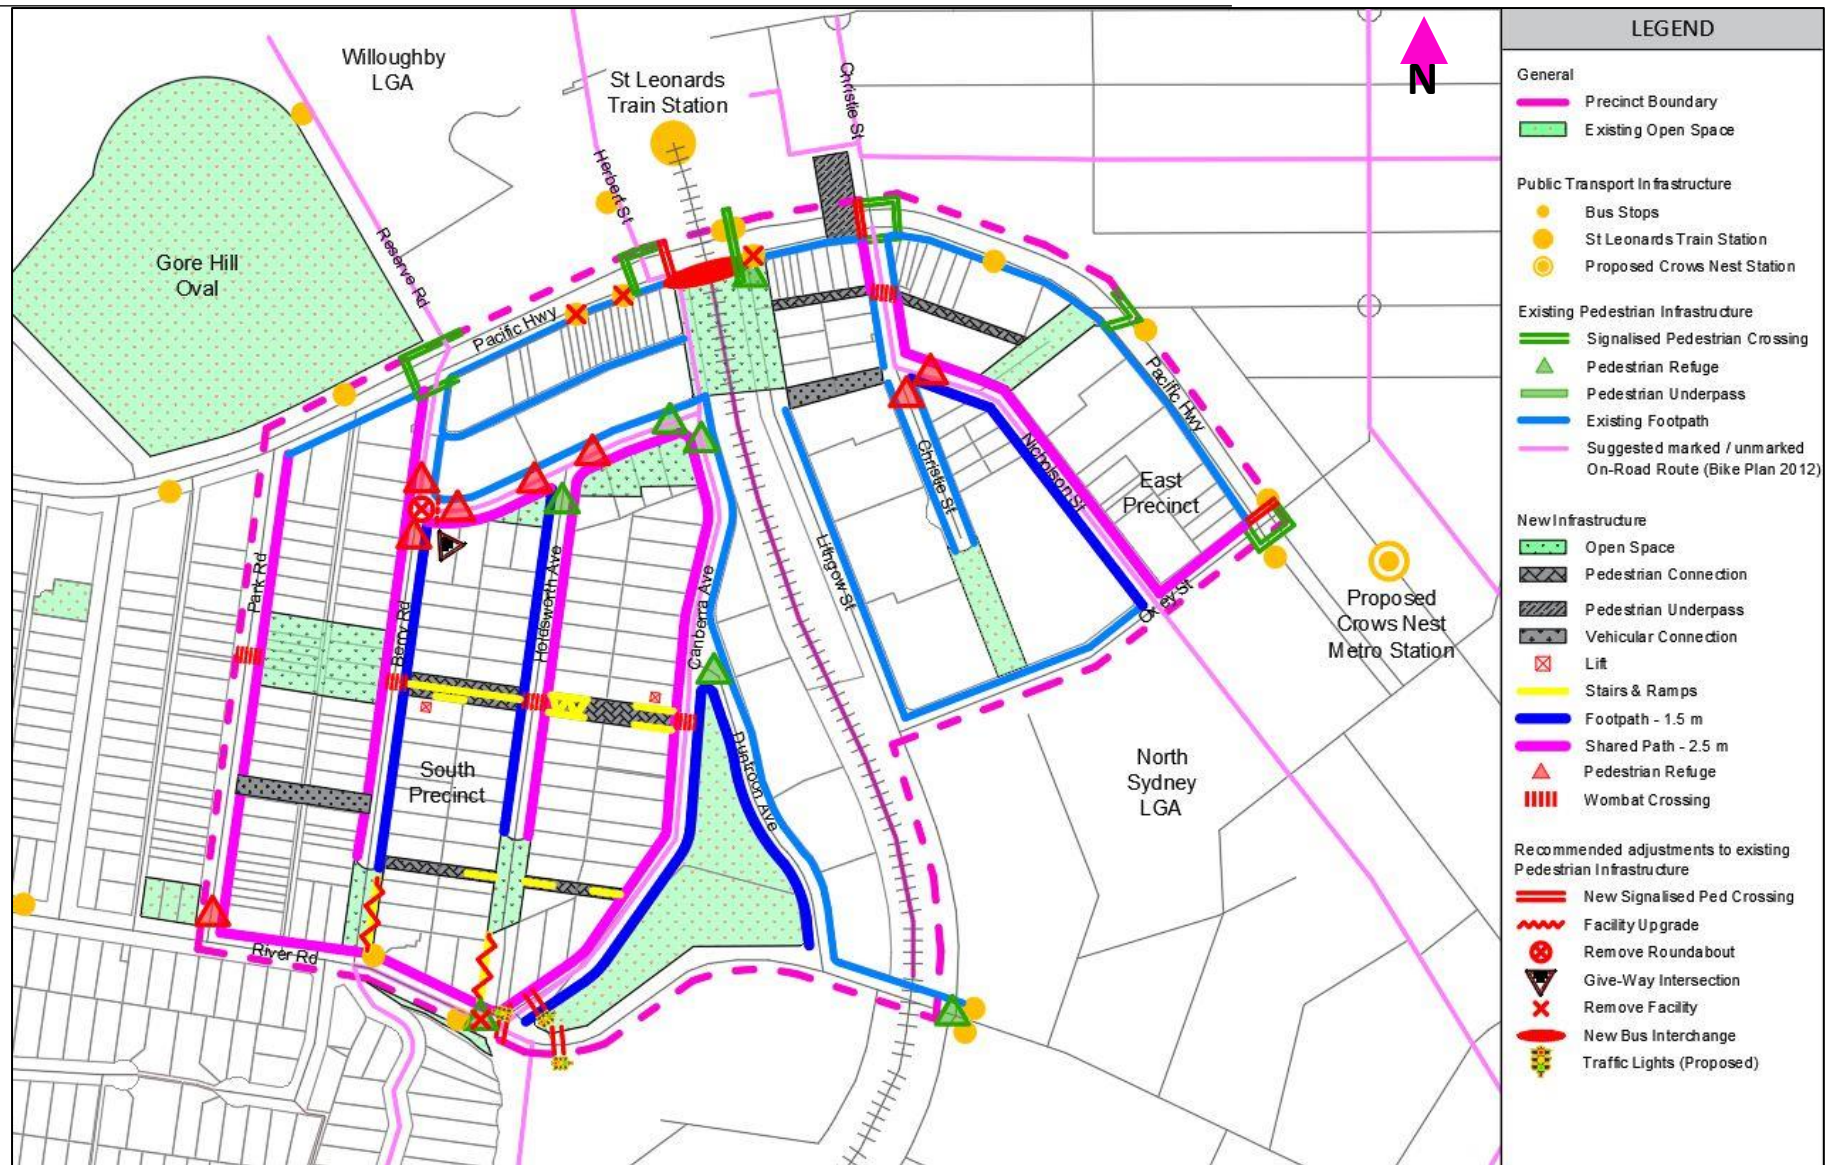 Willoughby
LGA
St Leonards
Train Station
Christie St
N
Herbert St
Reserve Rd
Gore Hill
Oval
Pacific Hwy
Pacific Hwy
Christie St
Nicholson St
East
Precinct
Park Rd
Berry Rd
Holdsworth Ave
Canberra Ave
Lithgow St
Proposed
Crows Nest
Metro Station
South
Precinct
Duntroon Ave
North
Sydney
LGA
River Rd
LEGEND
General
Precinct Boundary
Existing Open Space
Public Transport Infrastructure
Bus Stops
St Leonards Train Station
Proposed Crows Nest Station
Existing Pedestrian Infrastructure
Signalised Pedestrian Crossing
Pedestrian Refuge
Pedestrian Underpass
Existing Footpath
Suggested marked / unmarked
On-Road Route (Bike Plan 2012)
New Infrastructure
Open Space
Pedestrian Connection
Pedestrian Underpass
Vehicular Connection
Lift
Stairs & Ramps
Footpath - 1.5 m
Shared Path - 2.5 m
Pedestrian Refuge
Wombat Crossing
Recommended adjustments to existing
Pedestrian Infrastructure
New Signalised Ped Crossing
Facility Upgrade
Remove Roundabout
Give-Way Intersection
Remove Facility
New Bus Interchange
Traffic Lights (Proposed)